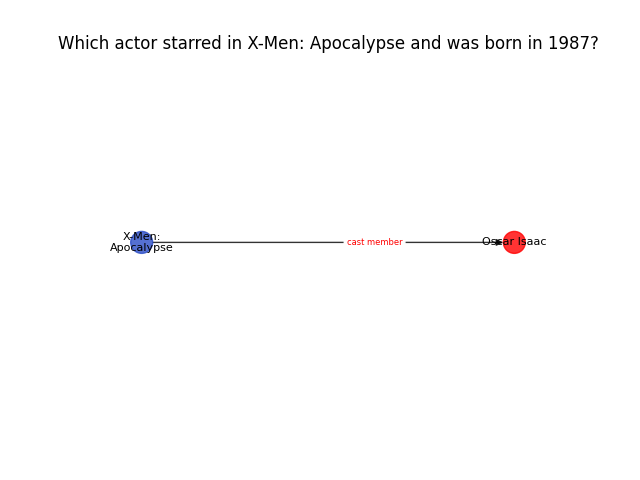 Which actor starred in X-Men: Apocalypse and was born in 1987?
X-Men:
Apocalypse
cast member
Oscar Isaac